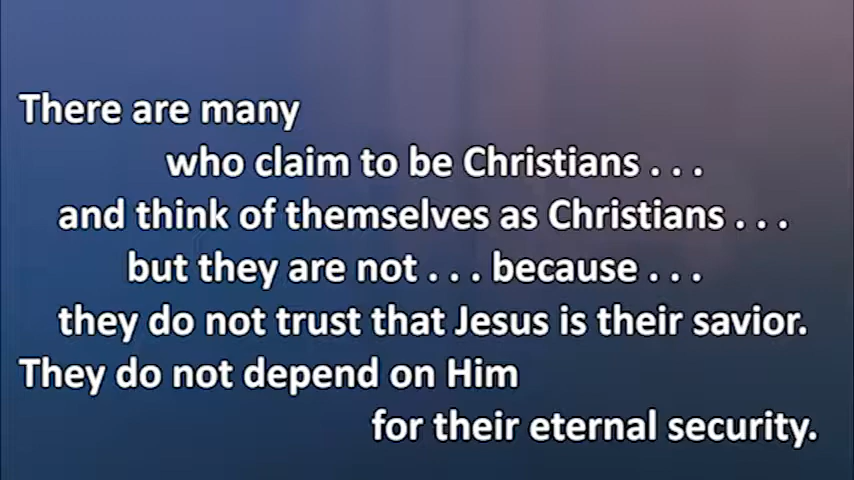 There are many
who claim to be Christians . . .
and think of themselves as Christians . . .
but they are not . . . because . . .
they do not trust that Jesus is their savior.
They do not depend on Him
for their eternal security.